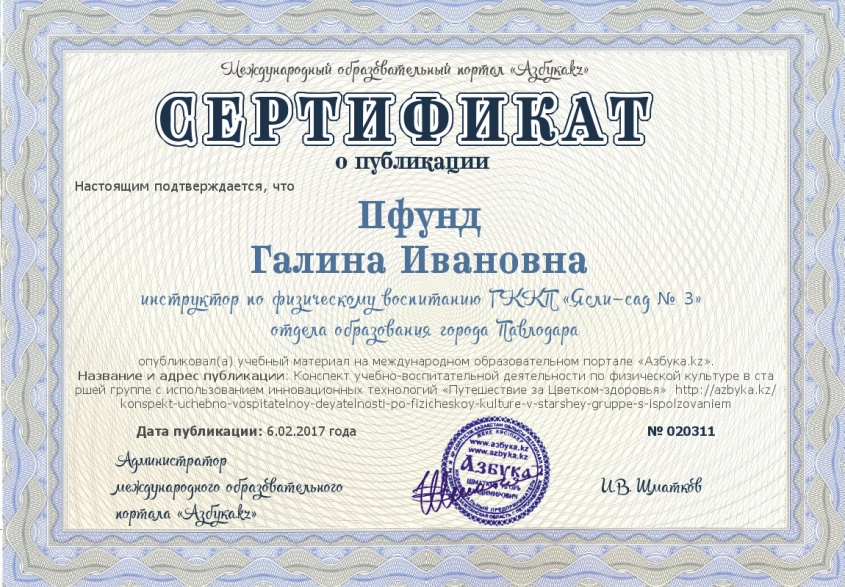 Международный образовательный портал «Азбука.kz»
СЕРТИФИКАТ
о публикации
Настоящим подтверждается, что
Пфунд
Галина Ивановна
инструктор по физическому воспитанию ГККП «Ясли-сад № 3»
отдела образования города Павлодара
опубликовал(а) учебный материал на международном образовательном портале «Азбука.kz».
Название и адрес публикации: Конспект учебно-воспитательной деятельности по физической культуре в ста
ршей группе с использованием инновационных технологий «Путешествие за Цветком-здоровья» http://azbyka.kz/
konspekt-uchebno-vospitatelnoy-deyatelnosti-po-fizicheskoy-kulture-v-starshey-gruppe-s-ispolzovaniem
Дата публикации: 6.02.2017 года
№ 020311
www.азбука.kz
www.azbyka.kz
Азбука
Администратор
международного образовательного
портала «Азбука.kz»
И.В. Шматков